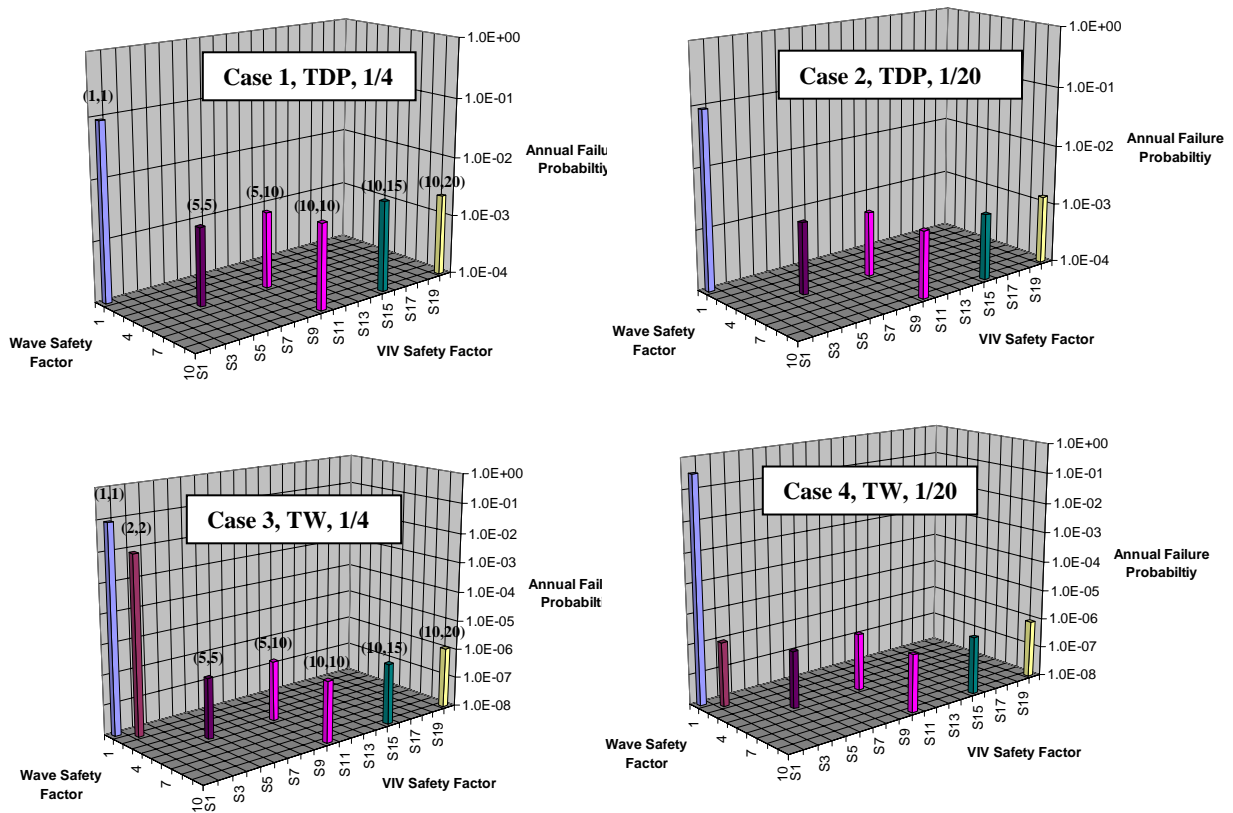 Case 1, TDP, 1/4
(1,1)
(5,5)
(5,10)
(10,10)
(10,15)
(10,20)
1.0E+00
1.0E-01
1.0E-02
1.0E-03
1.0E-04
Annual Failu
Probabiltiy
1
4
7
10
Wave Safety
Factor
S1
S3
S5
S7
S9
S11
S13
S15
S17
S19
VIV Safety Factor
Case 2, TDP, 1/20
1.0E+00
1.0E-01
1.0E-02
1.0E-03
1.0E-04
Annual Failure
Probabiltiy
1
4
7
10
Wave Safety
Factor
S1
S3
S5
S7
S9
S11
S13
S15
S17
S19
VIV Safety Factor
Case 3, TW, 1/4
(1,1)
(2,2)
(5,5)
(5,10)
(10,10)
(10,15)
(10,20)
1.0E+00
1.0E-01
1.0E-02
1.0E-03
1.0E-04
1.0E-05
1.0E-06
1.0E-07
1.0E-08
Annual Fail
Probabilti
1
4
7
10
Wave Safety
Factor
S1
S3
S5
S7
S9
S11
S13
S15
S17
S19
VIV Safety Factor
Case 4, TW, 1/20
1.0E+00
1.0E-01
1.0E-02
1.0E-03
1.0E-04
1.0E-05
1.0E-06
1.0E-07
1.0E-08
Annual Failure
Probabiltiy
1
4
7
10
Wave Safety
Factor
S1
S3
S5
S7
S9
S11
S13
S15
S17
S19
VIV Safety Factor